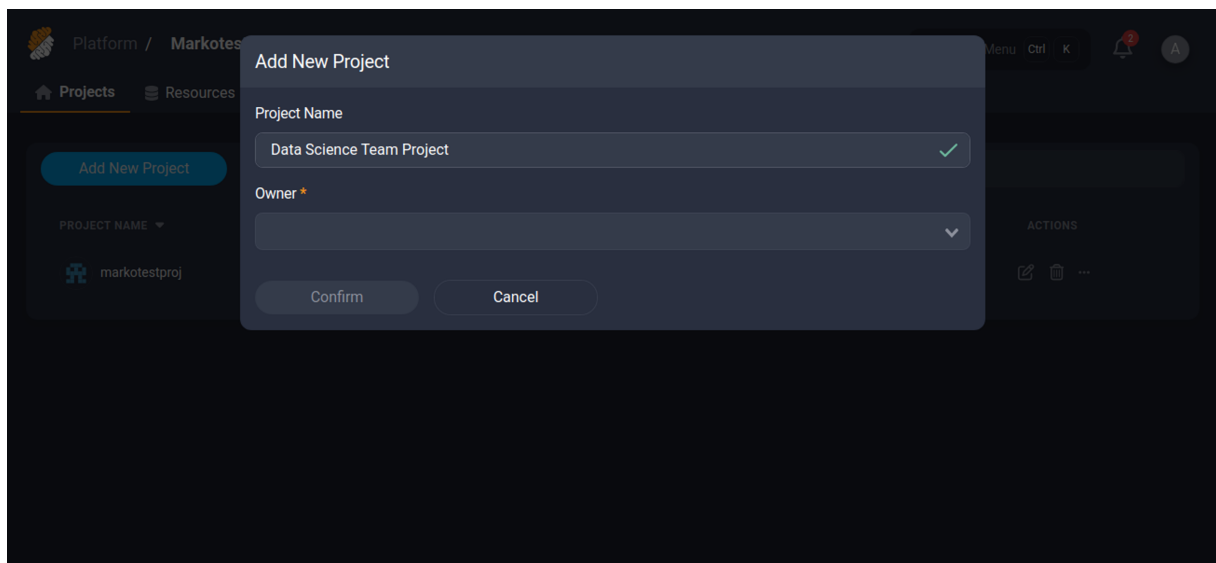 Platform / Markotes
Menu Ctrl K
2
A
Projects
Resources
Add New Project
Project Name
Data Science Team Project
Owner *
Confirm
Cancel
Add New Project
PROJECT NAME
ACTIONS
markotestproj